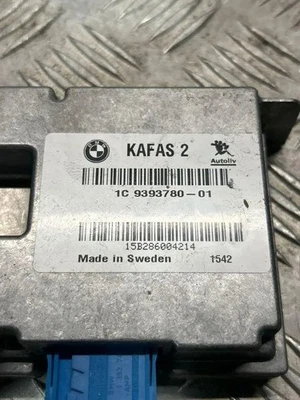 KAFAS 2
Autoliv
1C 9393780-01
15B286004214
Made in Sweden 1542